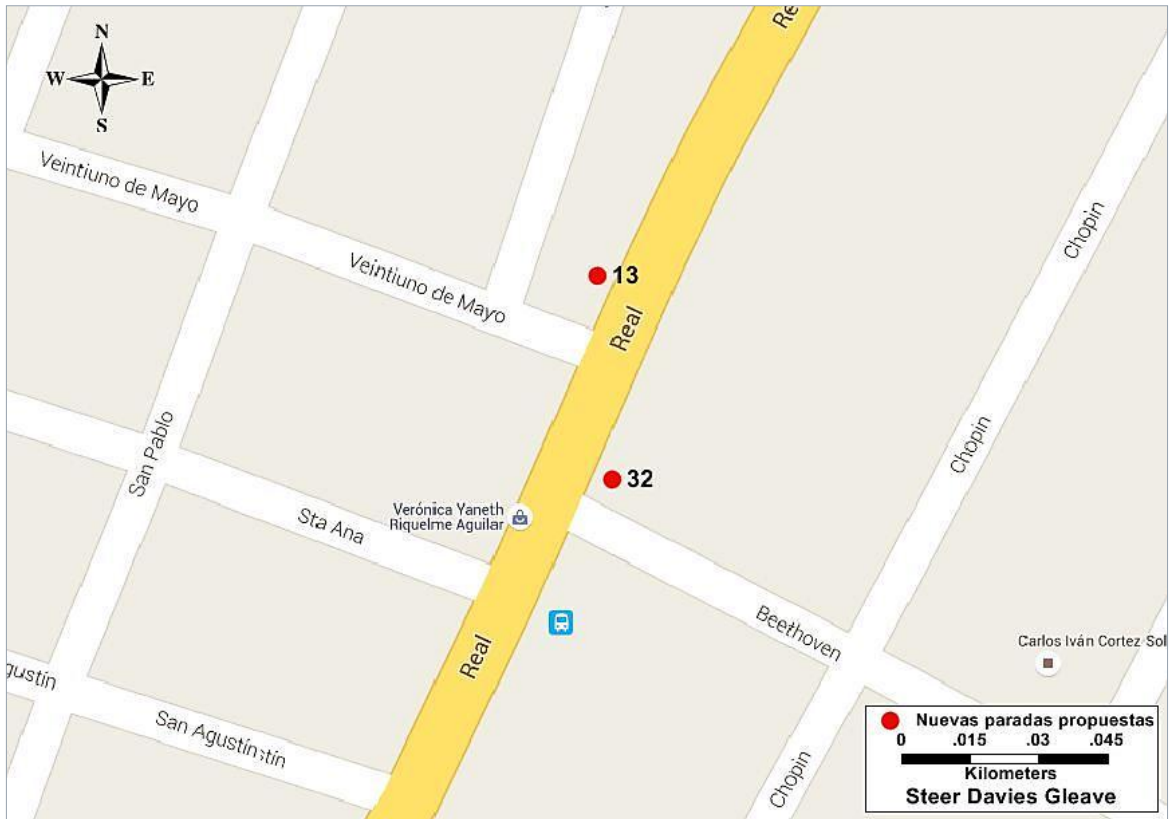 N
W E
S
Re
Veintiuno de Mayo
Veintiuno de Mayo
13
Real
Chopin
Chopin
San Pablo
32
Verónica Yaneth
Riquelme Aguilar
Sta Ana
Beethoven
Real
Carlos Iván Cortez Sol
gustín
San Agustínstín
Chopin
Nuevas paradas propuestas
0 .015 .03 .045
Kilometers
Steer Davies Gleave